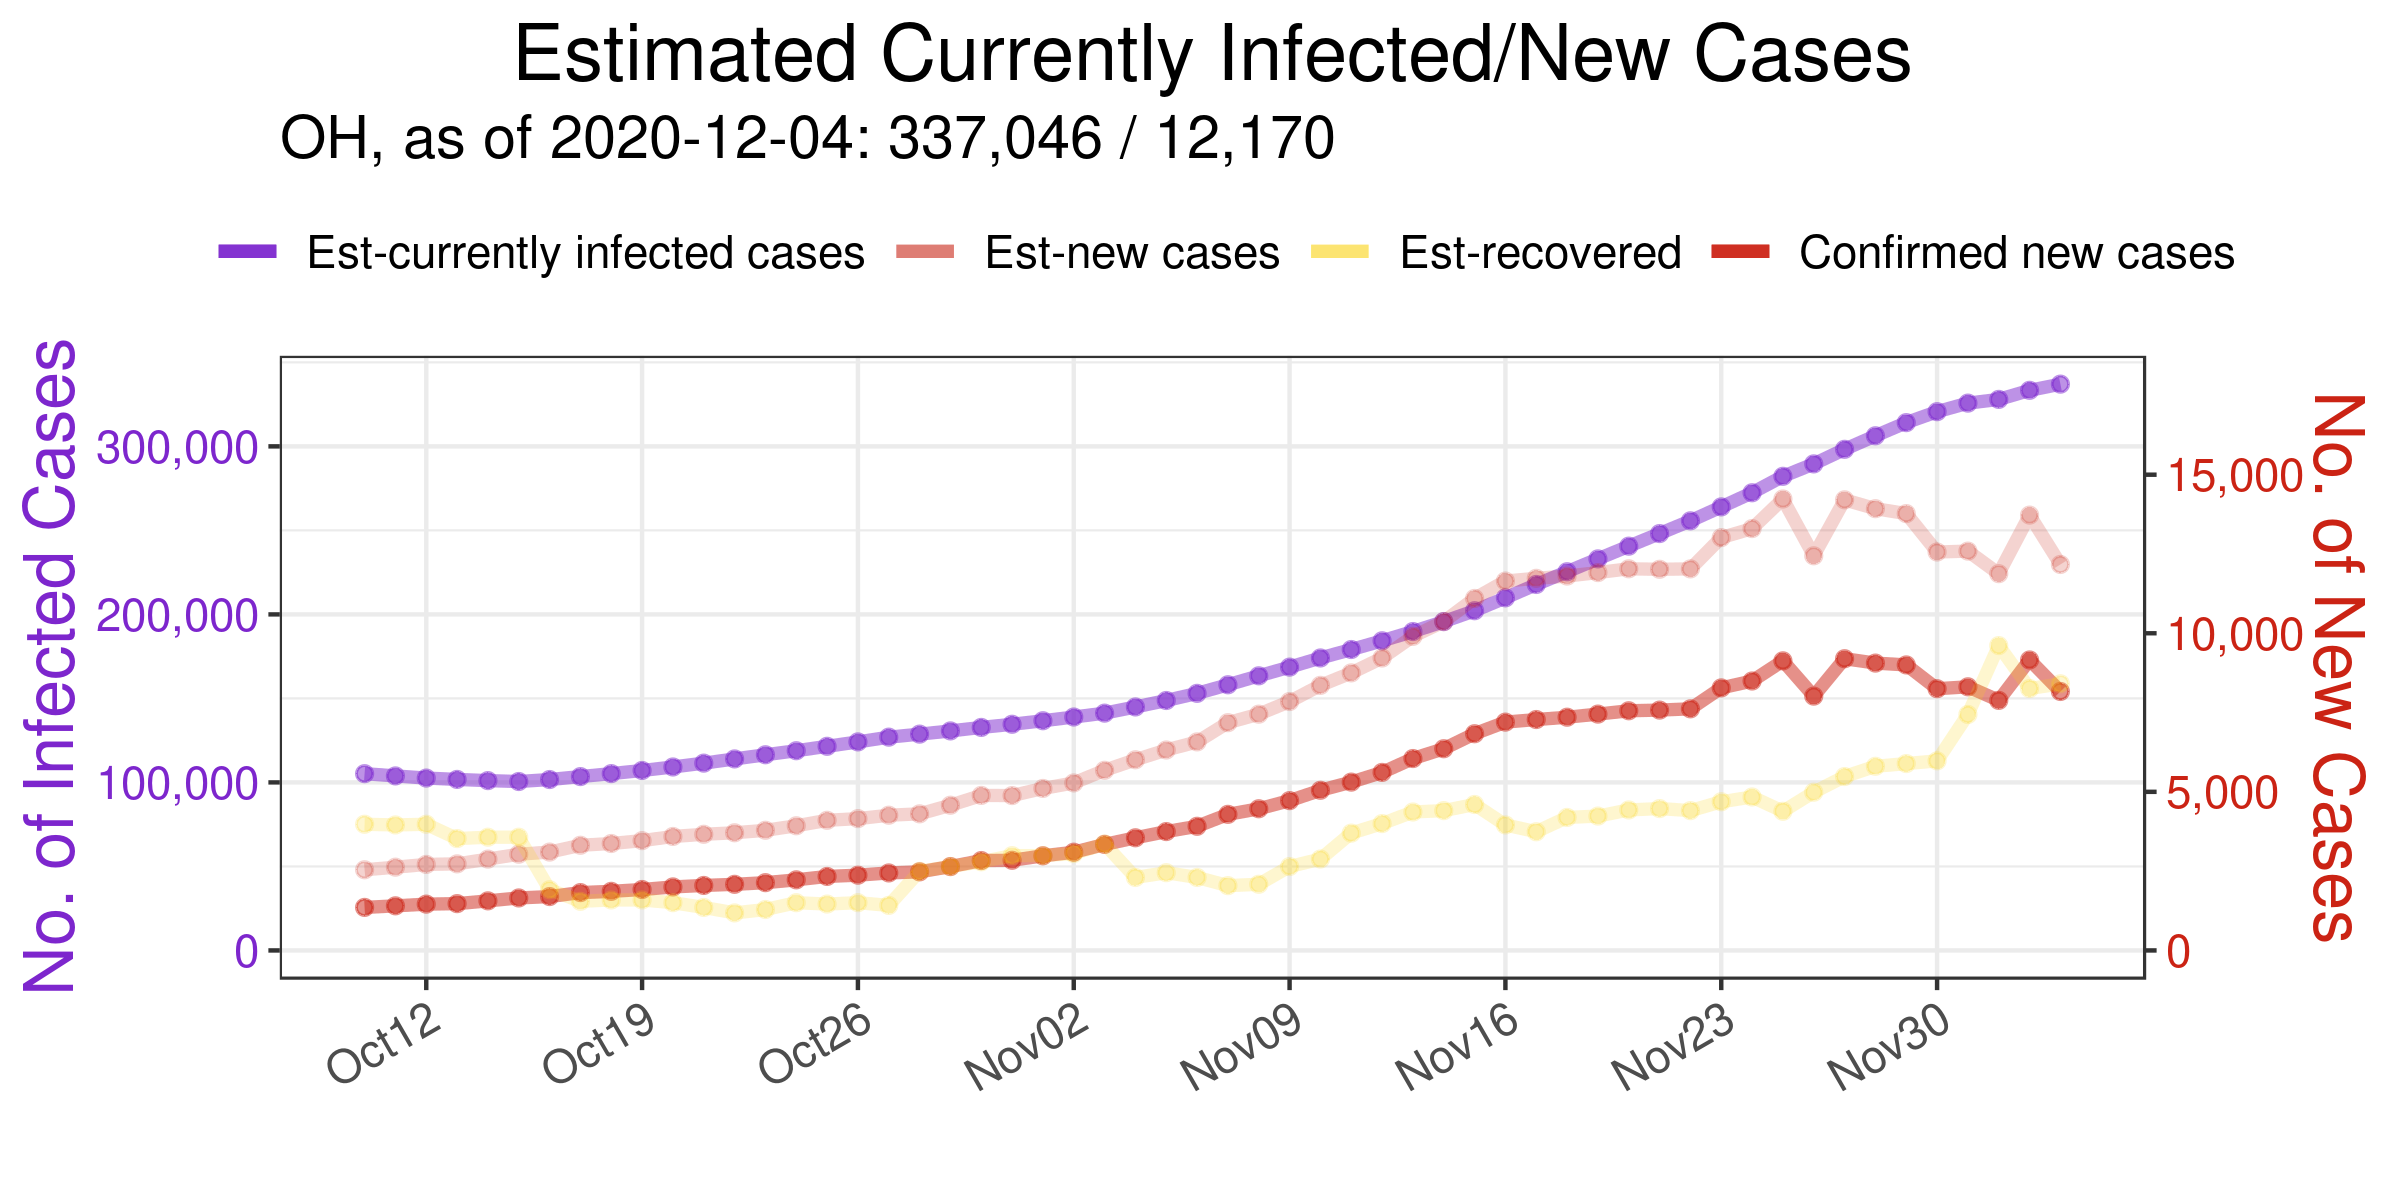 Estimated Currently Infected/New Cases
OH, as of 2020-12-04: 337,046 / 12,170
Est-currently infected cases Est-new cases Est-recovered Confirmed new cases
No. of Infected Cases
300,000
200,000
100,000
0
15,000
10,000
5,000
0
No. of New Cases
Oct12 Oct19 Oct26 Nov02 Nov09 Nov16 Nov23 Nov30